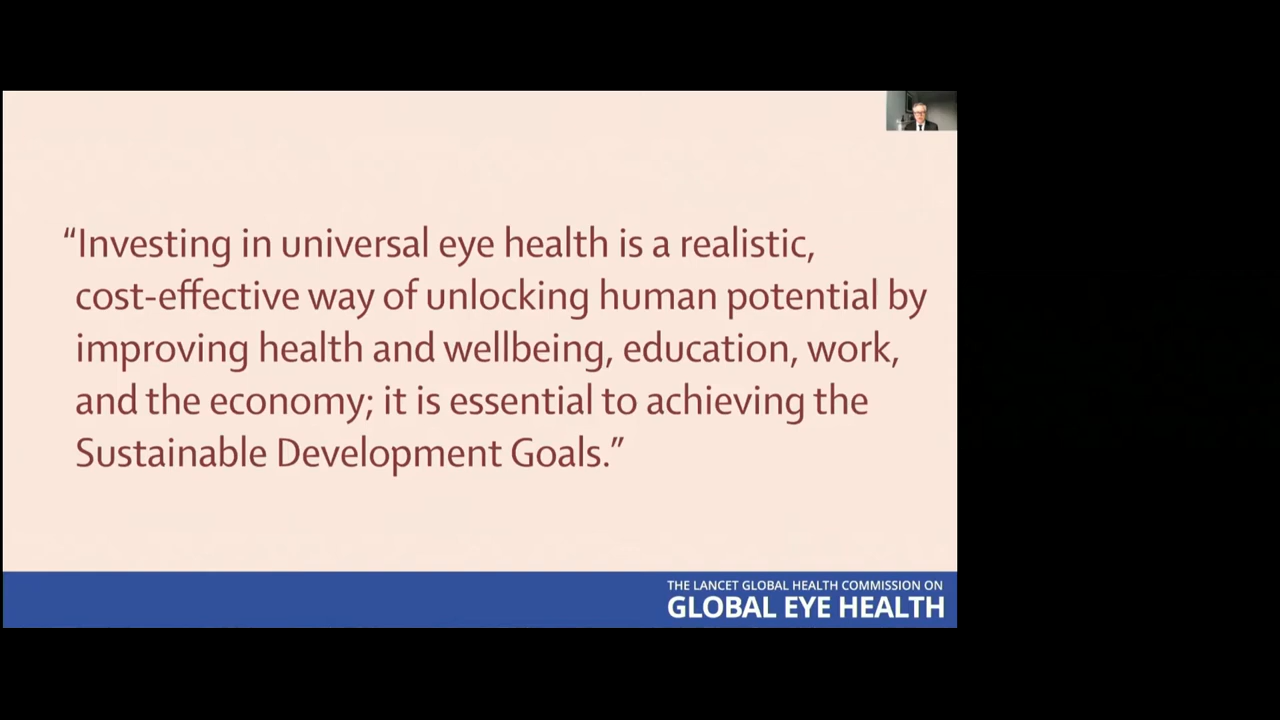 “Investing in universal eye health is a realistic,
cost-effective way of unlocking human potential by
improving health and wellbeing, education, work,
and the economy; it is essential to achieving the
Sustainable Development Goals.”
THE LANCET GLOBAL HEALTH COMMISSION ON
GLOBAL EYE HEALTH